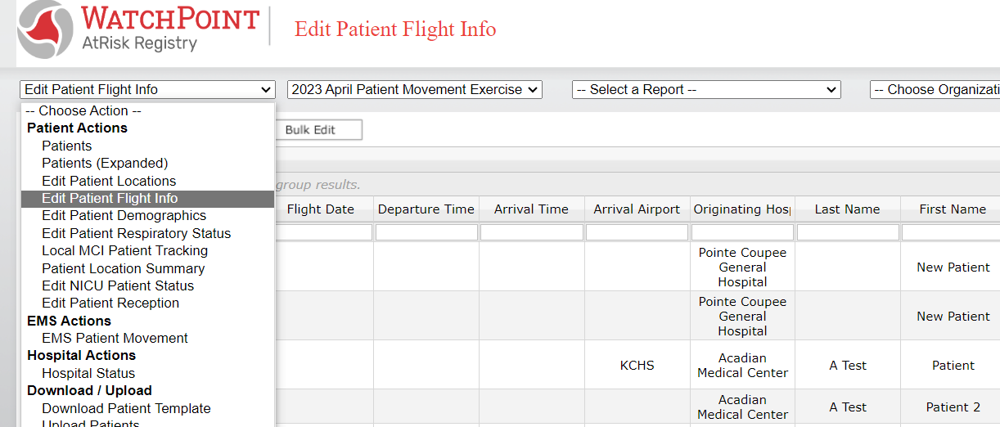 WATCHPOINT
AtRisk Registry
Edit Patient Flight Info
Edit Patient Flight Info
2023 April Patient Movement Exercise
-- Select a Report --
-- Choose Organizati
-- Choose Action --
Patient Actions
Patients
Patients (Expanded)
Edit Patient Locations
Edit Patient Flight Info
Edit Patient Demographics
Edit Patient Respiratory Status
Local MCI Patient Tracking
Patient Location Summary
Edit NICU Patient Status
Edit Patient Reception
EMS Actions
EMS Patient Movement
Hospital Actions
Hospital Status
Download / Upload
Download Patient Template
Upload Patients
Bulk Edit
group results.
Flight Date
Departure Time
Arrival Time
Arrival Airport
Originating Hosp
Last Name
First Name
Pointe Coupee
General
Hospital
New Patient
Pointe Coupee
General
Hospital
New Patient
KCHS
Acadian
Medical Center
A Test
Patient
Acadian
Medical Center
A Test
Patient 2